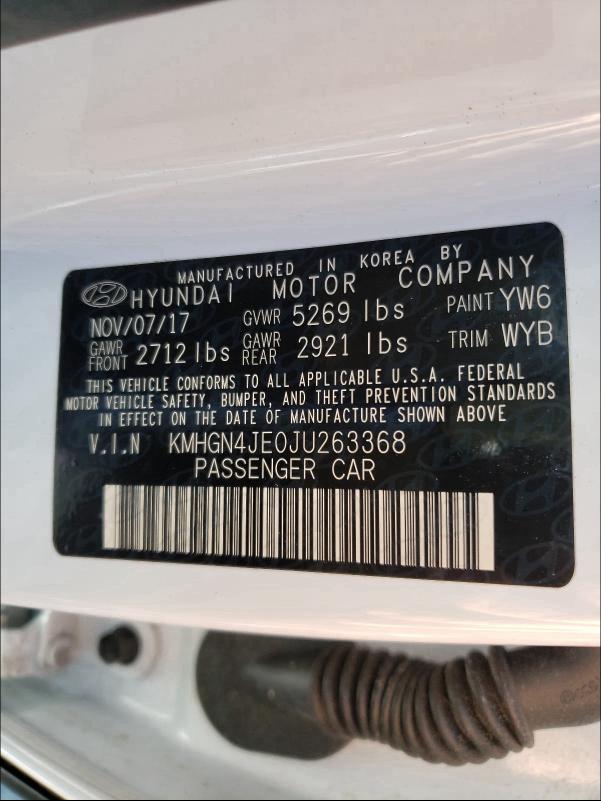 MANUFACTURED IN KOREA BY
HYUNDAI MOTOR COMPANY
NOV/07/17 GVWR 5269 lbs PAINT YW6
GAWR FRONT 2712 lbs GAWR REAR 2921 lbs TRIM WYB
THIS VEHICLE CONFORMS TO ALL APPLICABLE U.S.A. FEDERAL
MOTOR VEHICLE SAFETY, BUMPER, AND THEFT PREVENTION STANDARDS
IN EFFECT ON THE DATE OF MANUFACTURE SHOWN ABOVE
V.I.N KMHGN4JE0JU263368
PASSENGER CAR